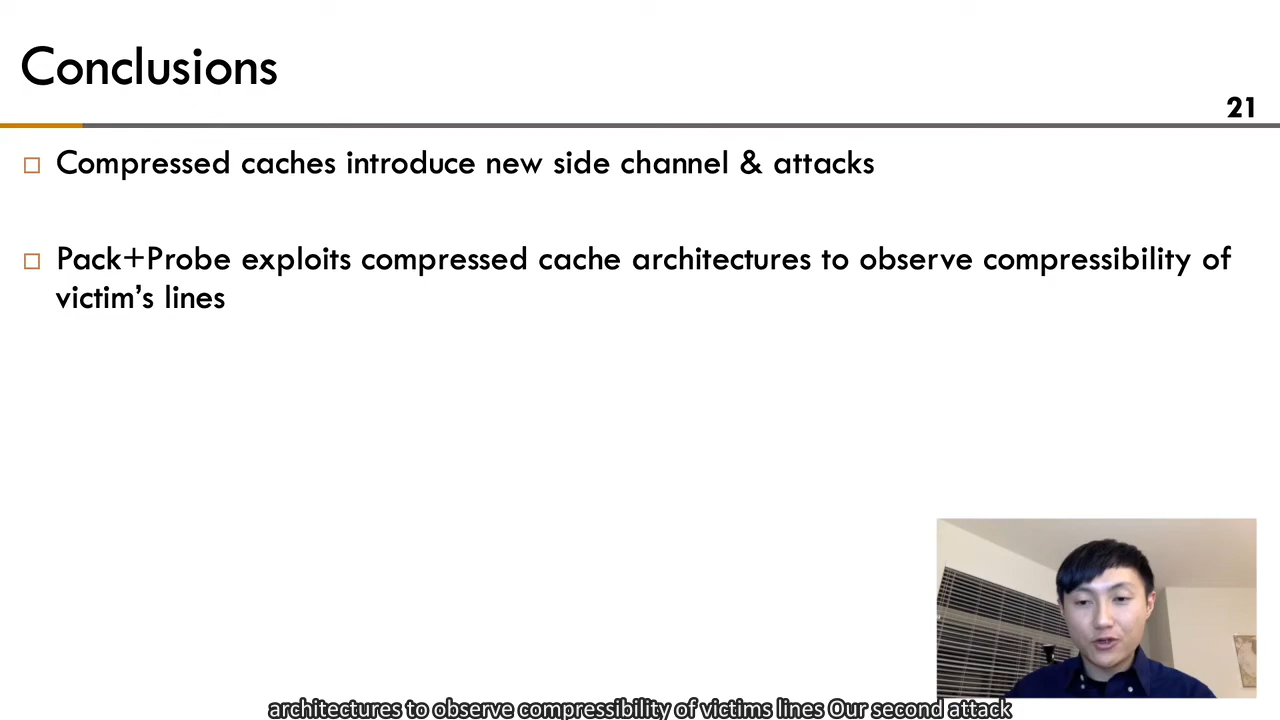 Conclusions
21
Compressed caches introduce new side channel & attacks
Pack+Probe exploits compressed cache architectures to observe compressibility of
victim’s lines
architectures to observe compressibility of victims lines Our second attack